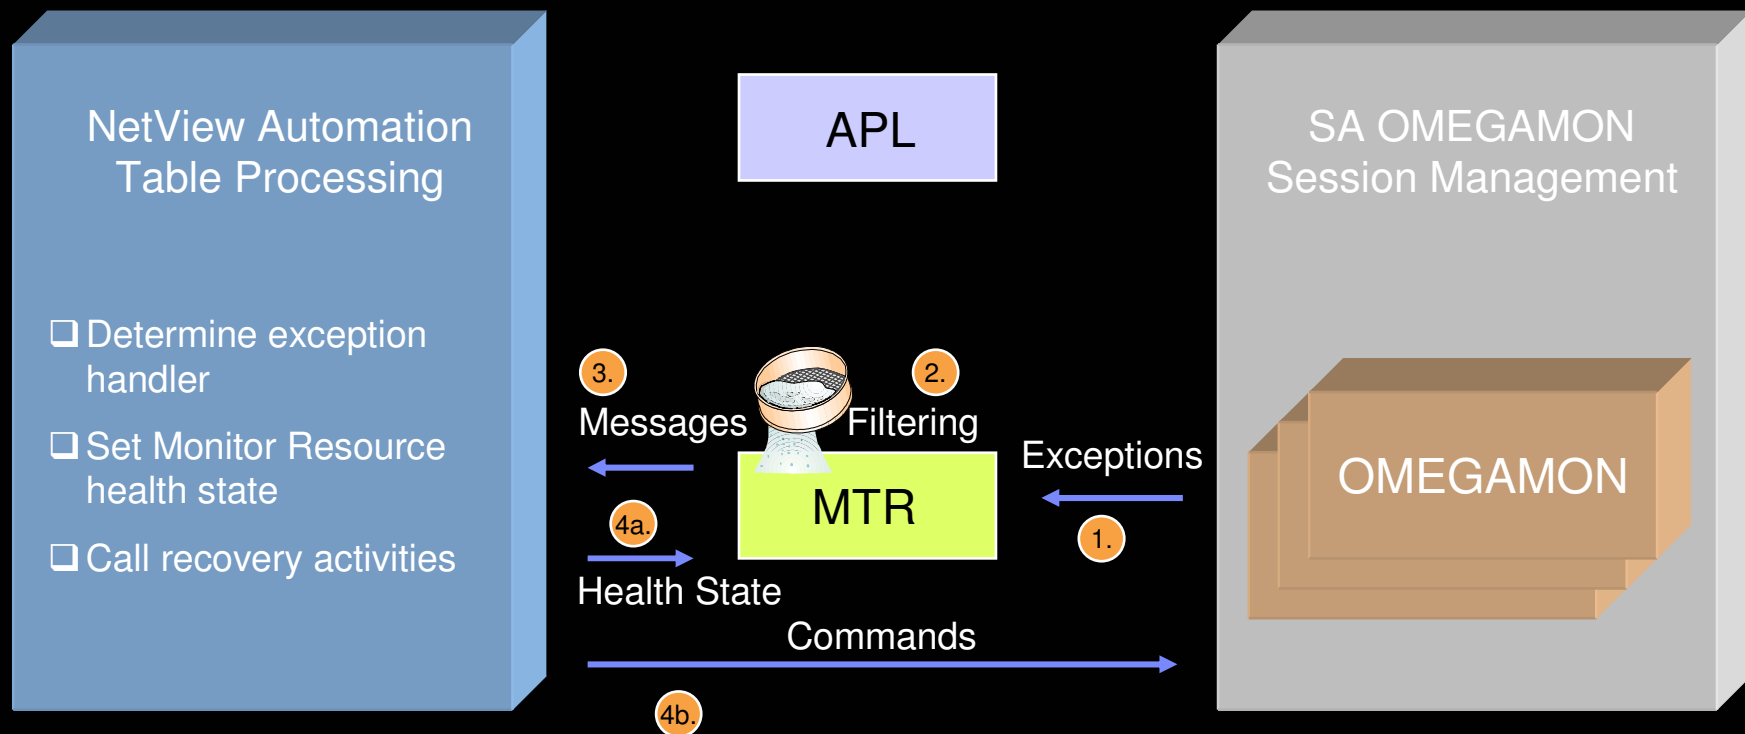 NetView Automation
Table Processing
❑ Determine exception
handler
❑ Set Monitor Resource
health state
❑ Call recovery activities
APL
3.
Messages
2.
Filtering
MTR
Exceptions
1.
4a.
Health State
Commands
4b.
SA OMEGAMON
Session Management
OMEGAMON